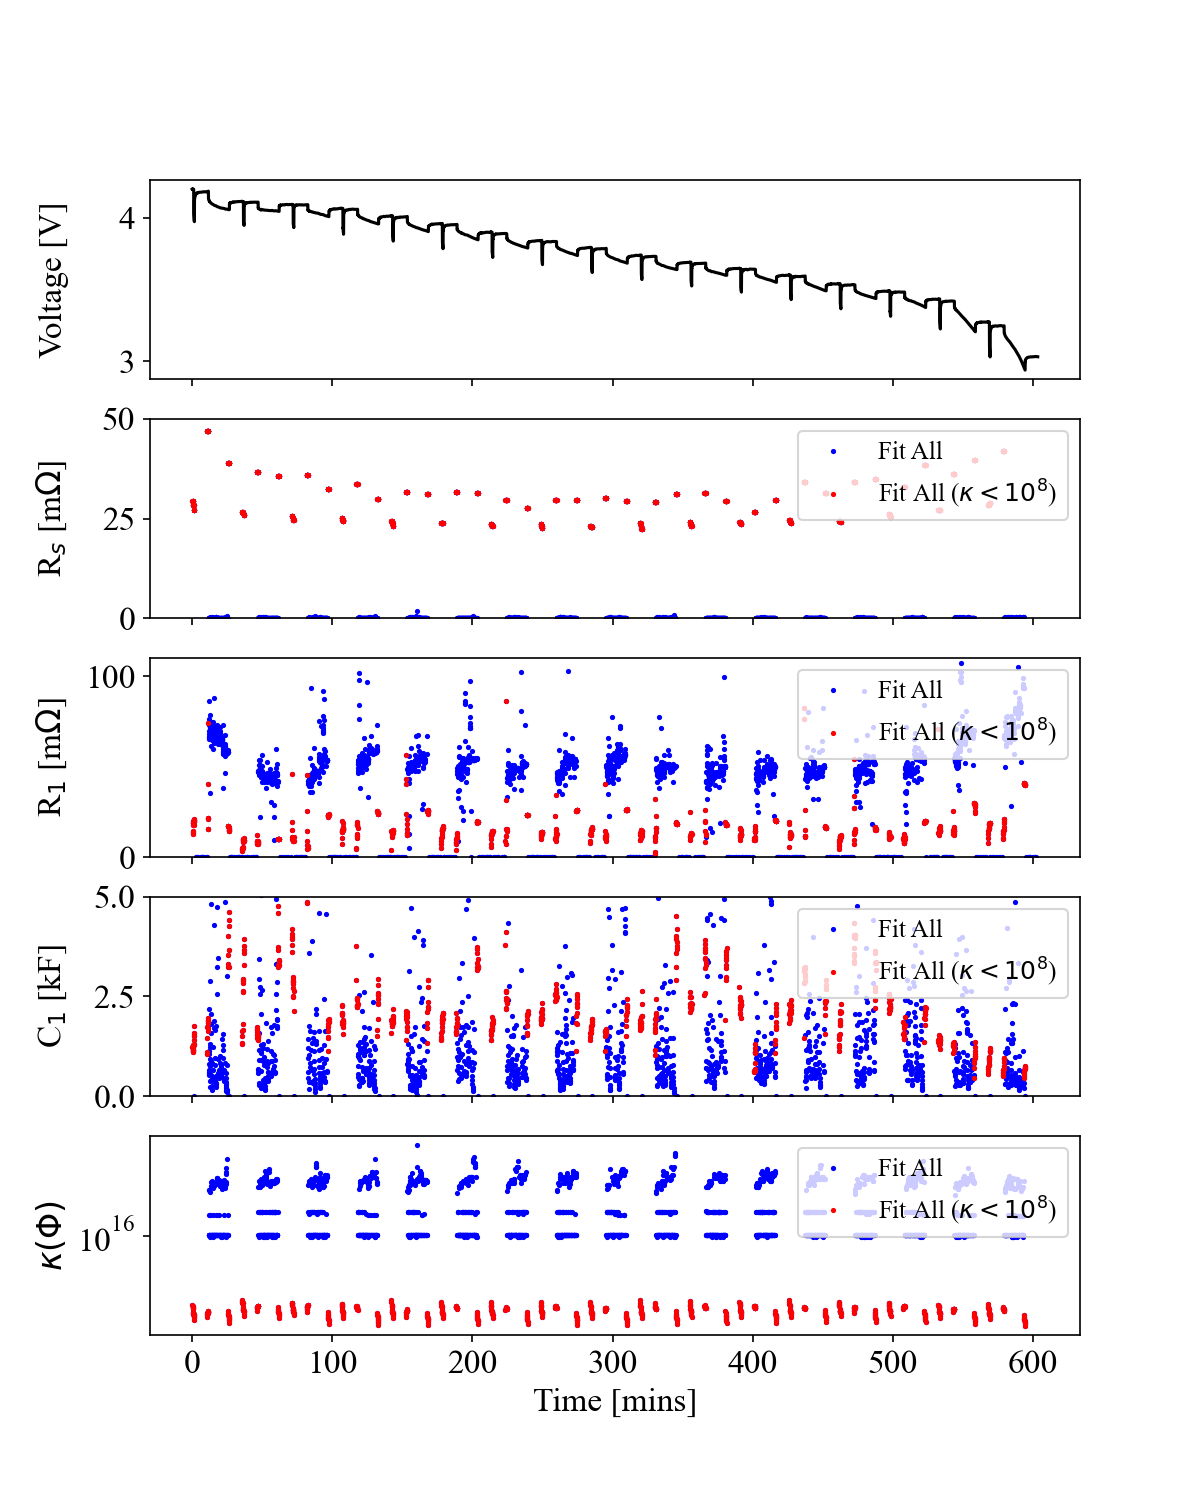 Voltage [V]
4
3
R_s [mΩ]
50
25
0
Fit All
Fit All (κ < 10^8)
R_1 [mΩ]
100
0
Fit All
Fit All (κ < 10^8)
C_1 [kF]
5.0
2.5
0.0
Fit All
Fit All (κ < 10^8)
κ(Φ)
10^16
Fit All
Fit All (κ < 10^8)
0 100 200 300 400 500 600
Time [mins]